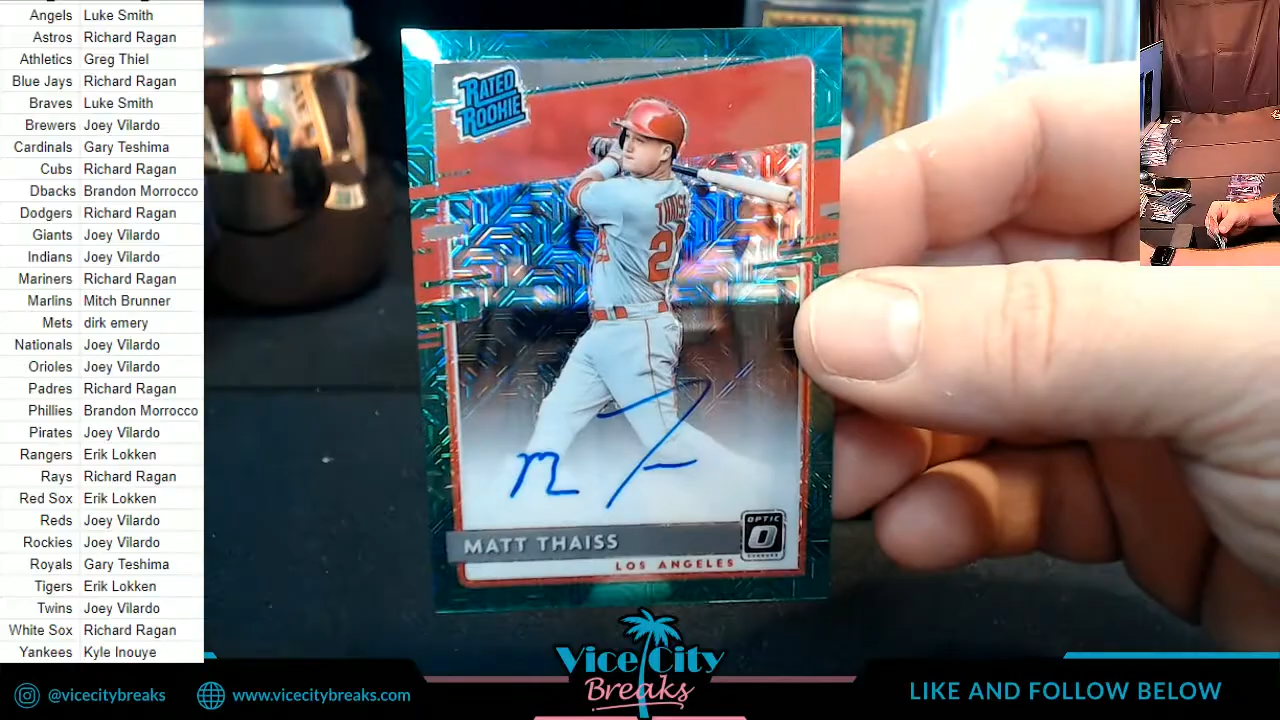 Angels Luke Smith
Astros Richard Ragan
Athletics Greg Thiel
Blue Jays Richard Ragan
Braves Luke Smith
Brewers Joey Vilardo
Cardinals Gary Teshima
Cubs Richard Ragan
Dbacks Brandon Morrocco
Dodgers Richard Ragan
Giants Joey Vilardo
Indians Joey Vilardo
Mariners Richard Ragan
Marlins Mitch Brunner
Mets dirk emery
Nationals Joey Vilardo
Orioles Joey Vilardo
Padres Richard Ragan
Phillies Brandon Morrocco
Pirates Joey Vilardo
Rangers Erik Lokken
Rays Richard Ragan
Red Sox Erik Lokken
Reds Joey Vilardo
Rockies Joey Vilardo
Royals Gary Teshima
Tigers Erik Lokken
Twins Joey Vilardo
White Sox Richard Ragan
Yankees Kyle Inouye
RATED
ROOKIE
THAISS
2
MATT THAISS
LOS ANGELES
OPTIC
Vice City
Breaks
@vicecitybreaks
www.vicecitybreaks.com
LIKE AND FOLLOW BELOW